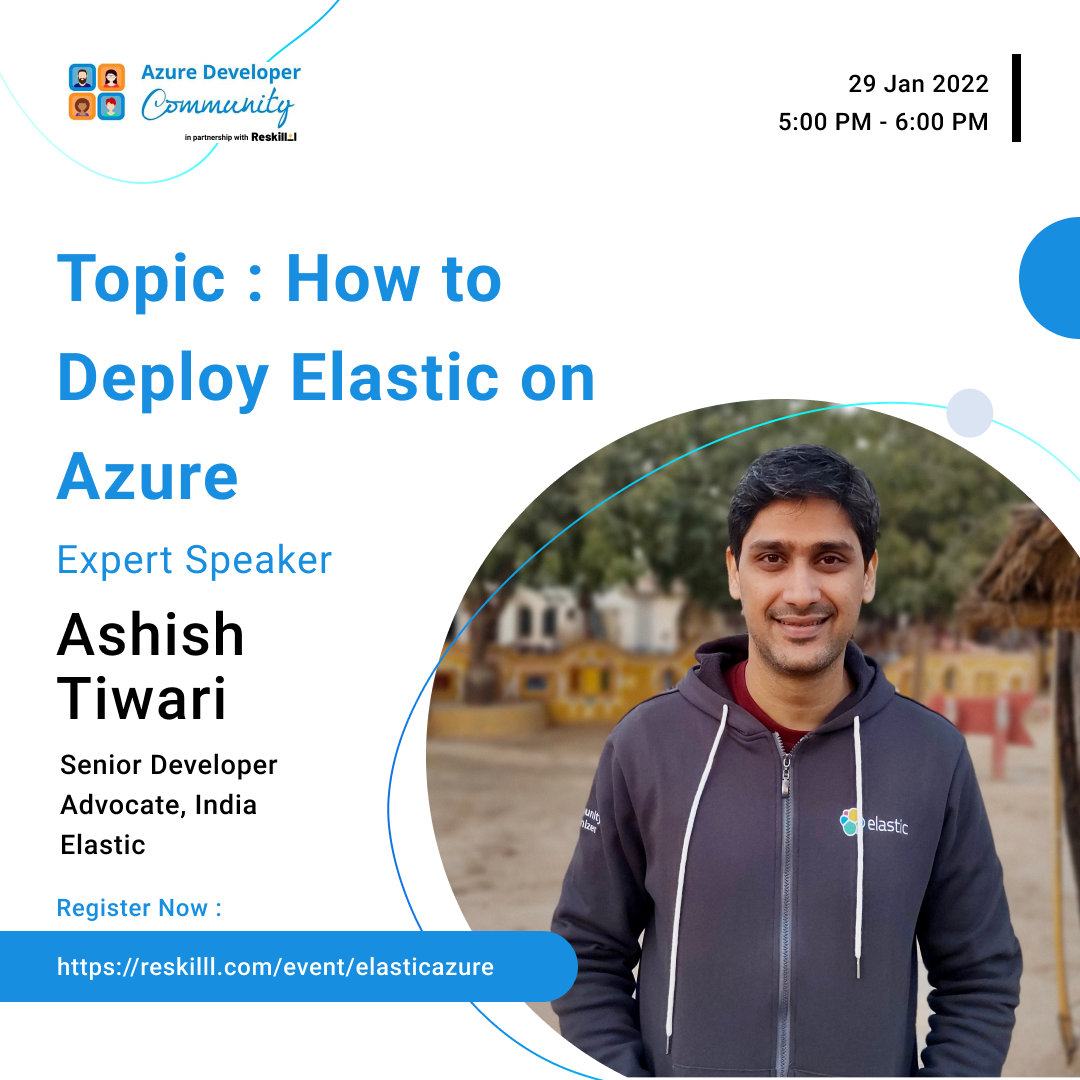 Azure Developer
Community
in partnership with Reskilll
29 Jan 2022
5:00 PM - 6:00 PM
Topic : How to
Deploy Elastic on
Azure
Expert Speaker
Ashish
Tiwari
Senior Developer
Advocate, India
Elastic
elastic
Register Now :
https://reskilll.com/event/elasticazure